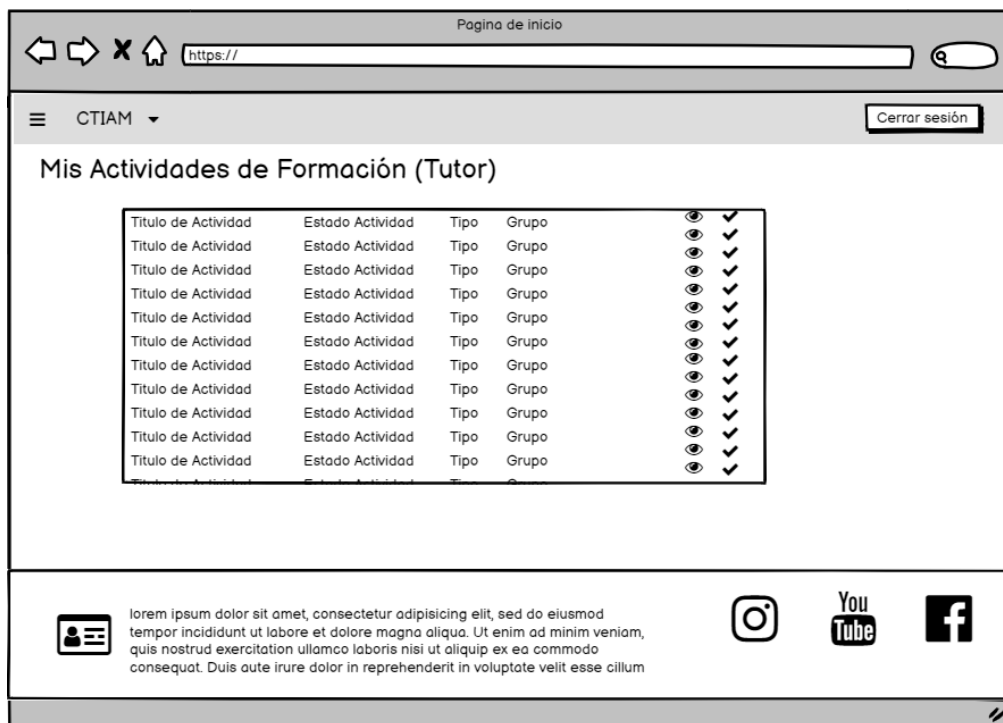 Pagina de inicio
https://
CTIAM
Cerrar sesión
Mis Actividades de Formación (Tutor)
Titulo de Actividad Estado Actividad Tipo Grupo
Titulo de Actividad Estado Actividad Tipo Grupo
Titulo de Actividad Estado Actividad Tipo Grupo
Titulo de Actividad Estado Actividad Tipo Grupo
Titulo de Actividad Estado Actividad Tipo Grupo
Titulo de Actividad Estado Actividad Tipo Grupo
Titulo de Actividad Estado Actividad Tipo Grupo
Titulo de Actividad Estado Actividad Tipo Grupo
Titulo de Actividad Estado Actividad Tipo Grupo
Titulo de Actividad Estado Actividad Tipo Grupo
Titulo de Actividad Estado Actividad Tipo Grupo
lorem ipsum dolor sit amet, consectetur adipisicing elit, sed do eiusmod
tempor incididunt ut labore et dolore magna aliqua. Ut enim ad minim veniam,
quis nostrud exercitation ullamco laboris nisi ut aliquip ex ea commodo
consequat. Duis aute irure dolor in reprehenderit in voluptate velit esse cillum
You
Tube